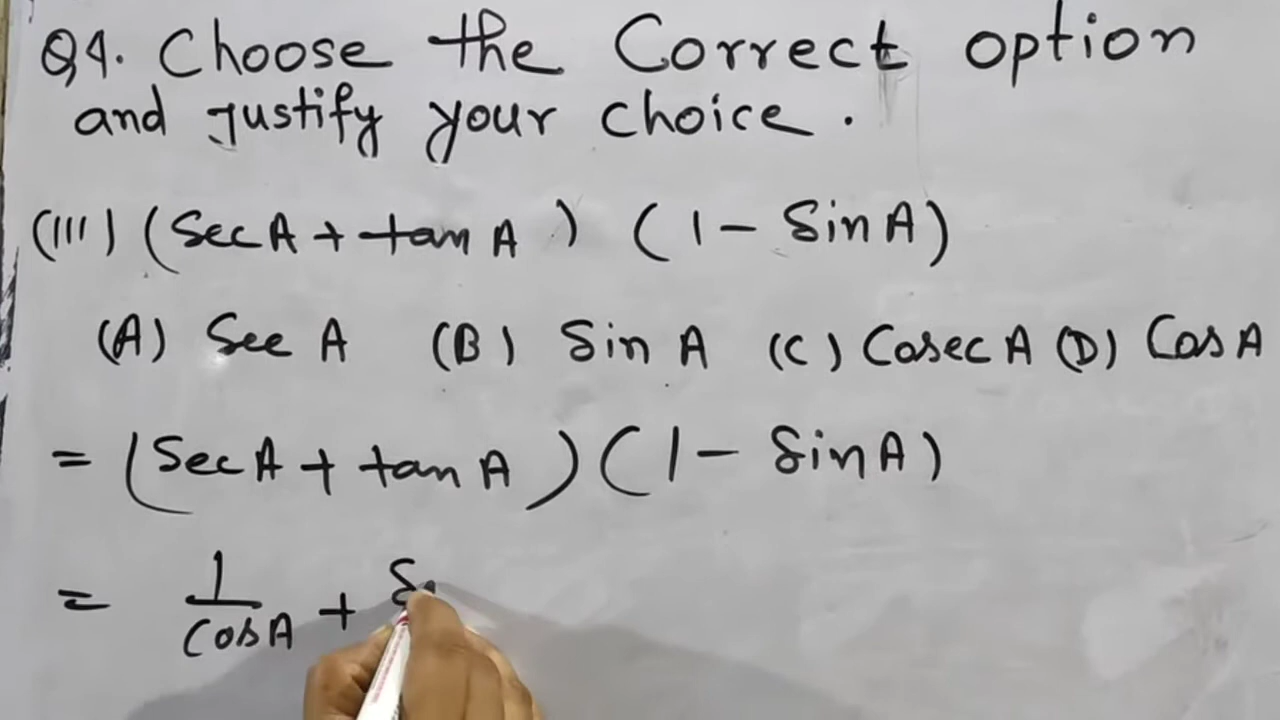 Q4. Choose the Correct option
and justify your choice.
(III) (Sec A + tan A) (1 - Sin A)
(A) Sec A (B) Sin A (C) Cosec A (D) Cos A
= (Sec A + tan A) (1 - Sin A)
= 1/Cos A + S